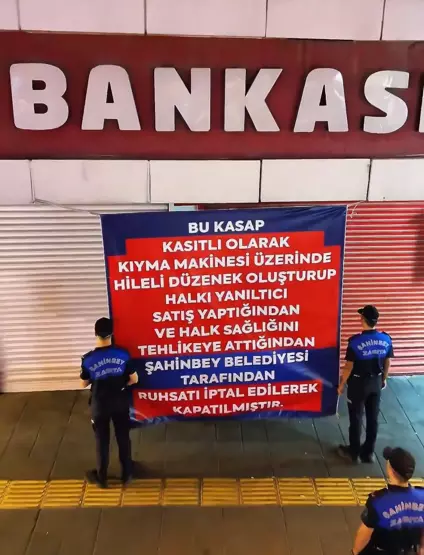 BANKASI
BU KASAP
KASITLI OLARAK
KIYMA MAKİNESİ ÜZERİNDE
HİLELİ DÜZENEK OLUŞTURUP
HALKI YANILTICI
SATIŞ YAPTIĞINDAN
VE HALK SAĞLIĞINI
TEHLİKEYE ATTIĞINDAN
ŞAHİNBEY BELEDİYESİ
TARAFINDAN
RUHSATI İPTAL EDİLEREK
KAPATILMIŞTIR.
ŞAHİNBEY
ZABITA
ŞAHİNBEY
ZABITA
ŞAHİNBEY
ZABITA